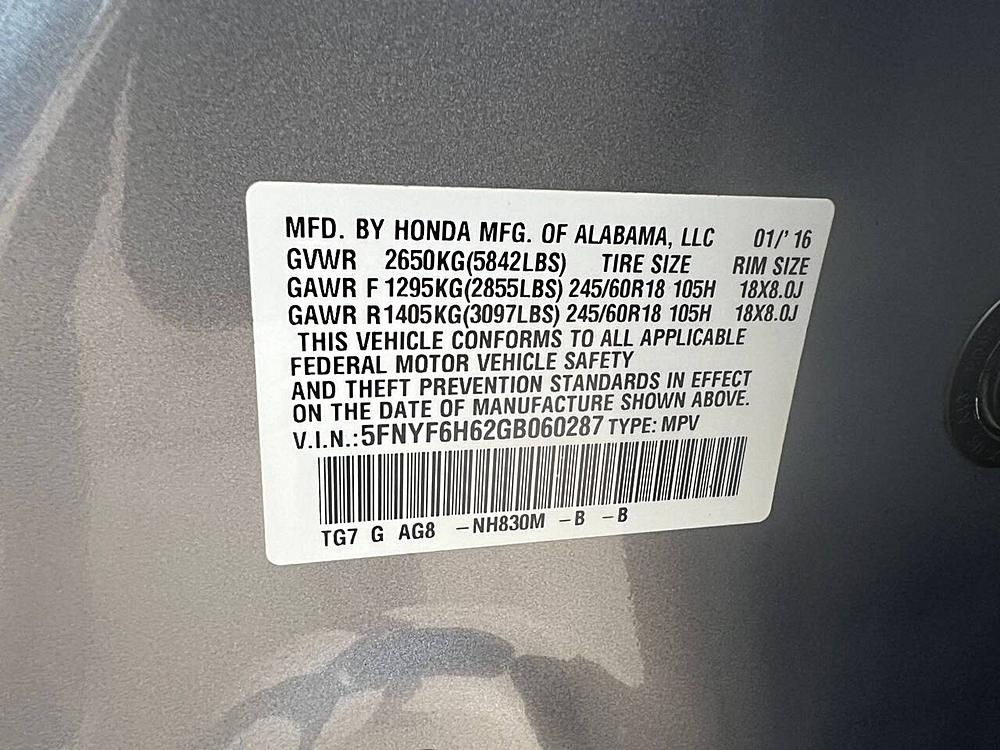 MFD. BY HONDA MFG. OF ALABAMA, LLC 01/' 16
GVWR 2650KG(5842LBS) TIRE SIZE RIM SIZE
GAWR F 1295KG(2855LBS) 245/60R18 105H 18X8.0J
GAWR R1405KG(3097LBS) 245/60R18 105H 18X8.0J
THIS VEHICLE CONFORMS TO ALL APPLICABLE
FEDERAL MOTOR VEHICLE SAFETY
AND THEFT PREVENTION STANDARDS IN EFFECT
ON THE DATE OF MANUFACTURE SHOWN ABOVE.
V.I.N.:5FNYF6H62GB060287 TYPE: MPV
TG7 G AG8 –NH830M –B –B